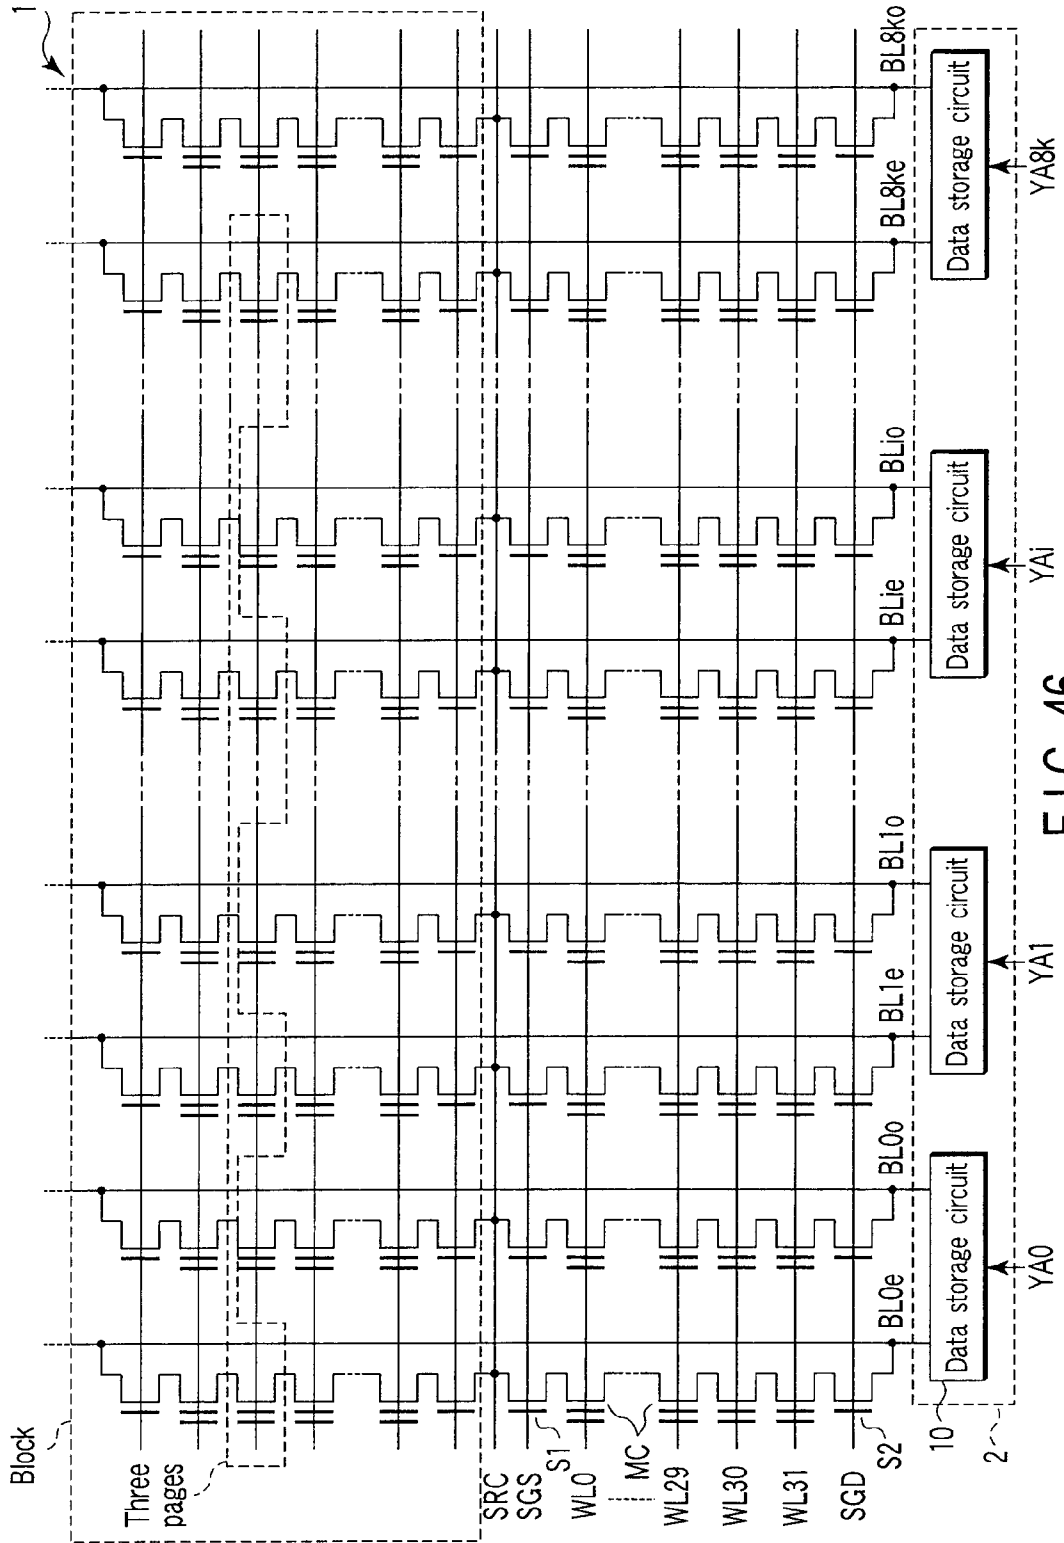 1
Block
Three
pages
SRC
SGS
S1
WL0
MC
WL29
WL30
WL31
SGD
S2
BL0e
BL0o
BL1e
BL1o
BLie
BLio
BL8ke
BL8ko
10
Data storage circuit
Data storage circuit
Data storage circuit
Data storage circuit
2
YA0
YA1
YAi
YA8k
FIG. 46